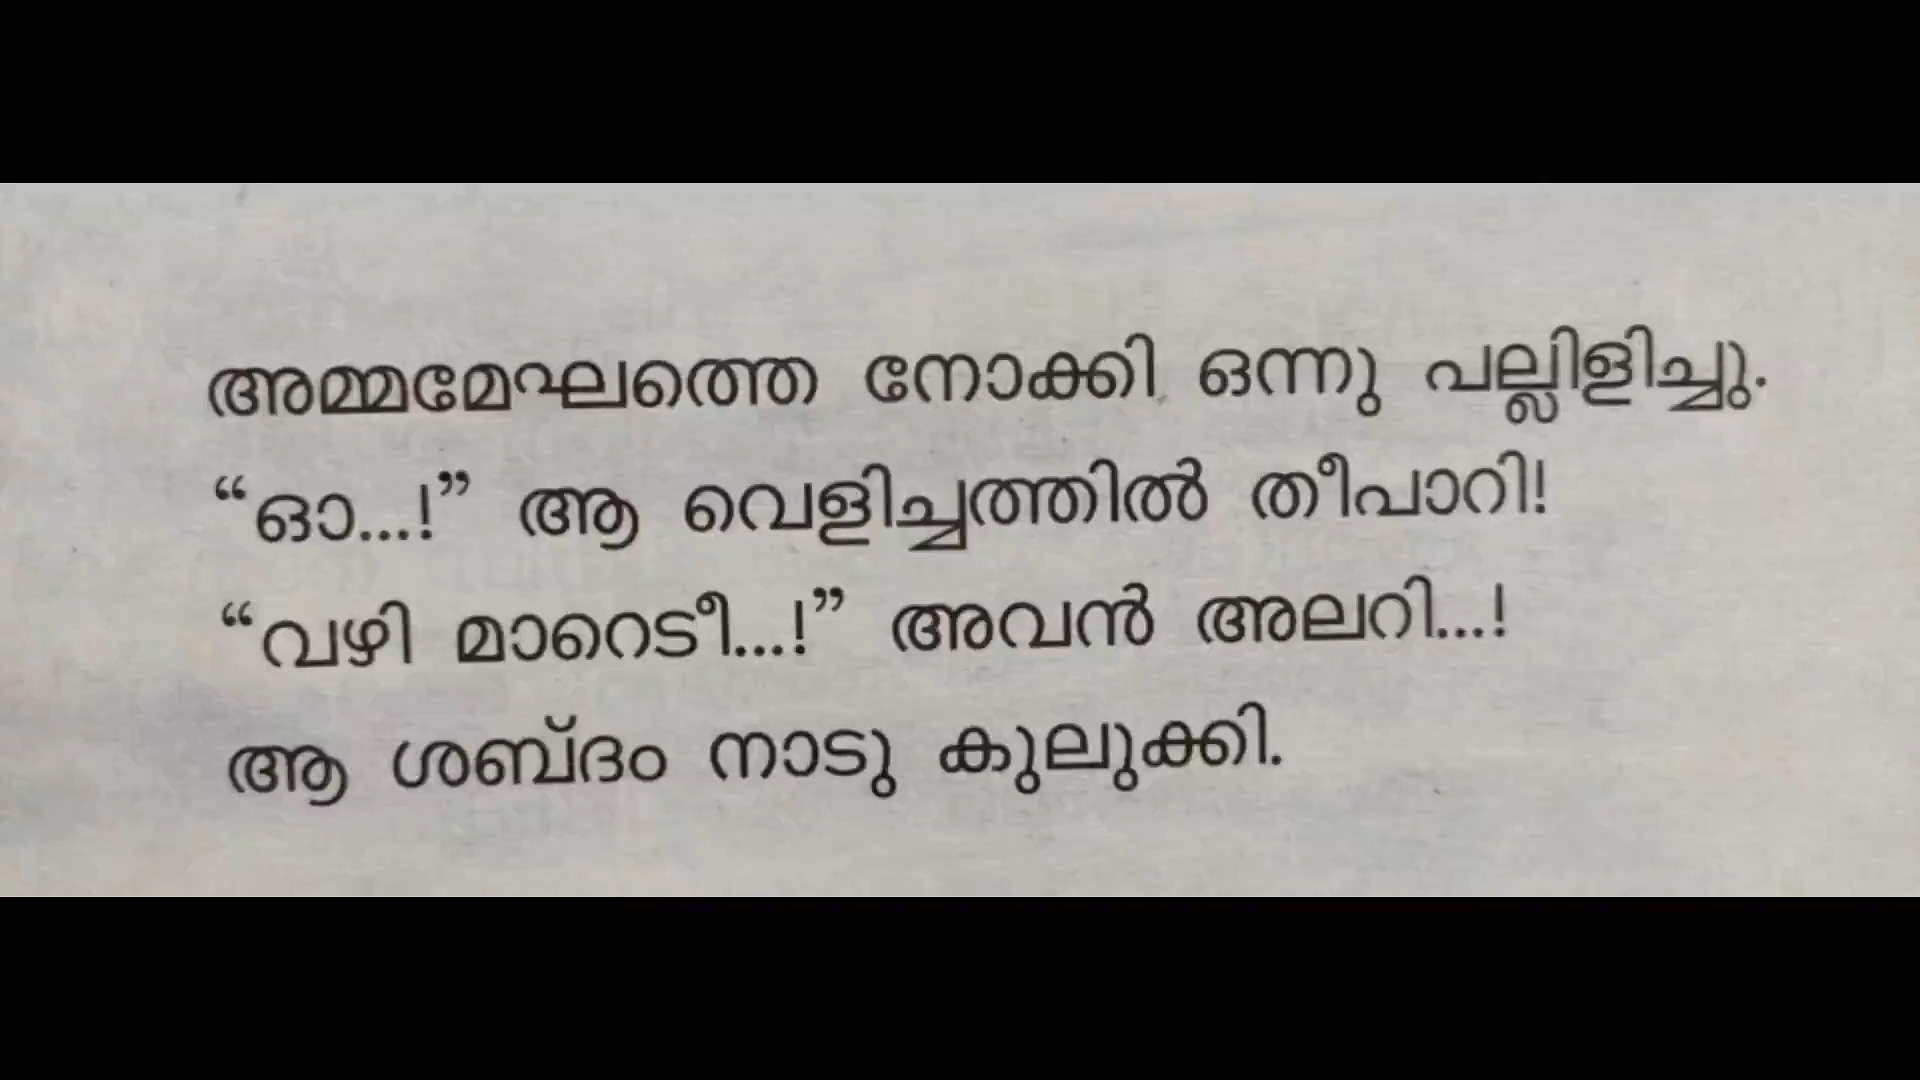 അമ്മമേഘത്തെ നോക്കി ഒന്നു പല്ലിളിച്ചു.
“ഓ...!” ആ വെളിച്ചത്തിൽ തീപാറി!
“വഴി മാറെടീ...!” അവൻ അലറി...!
ആ ശബ്ദം നാടു കുലുക്കി.